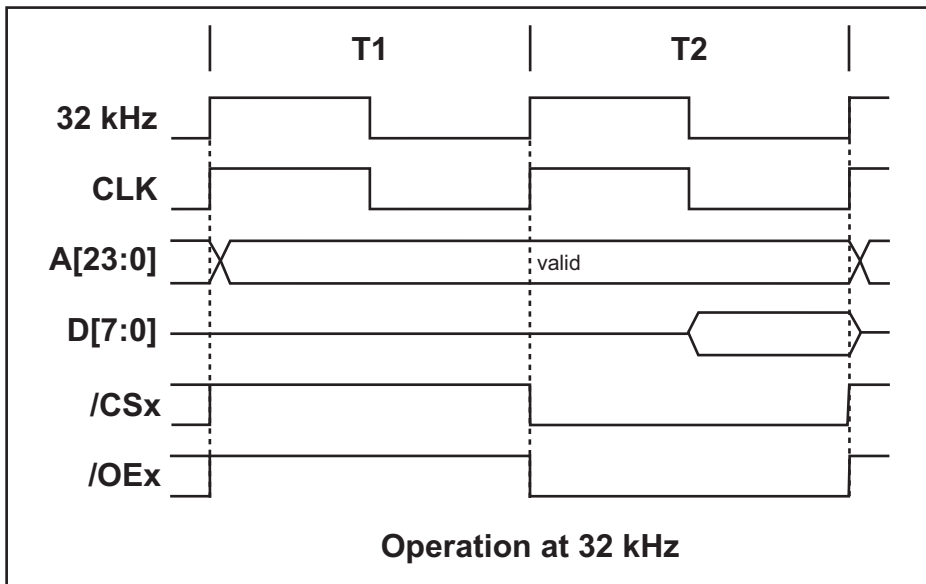 T1 T2
32 kHz
CLK
A[23:0]
valid
D[7:0]
/CSx
/OEx
Operation at 32 kHz